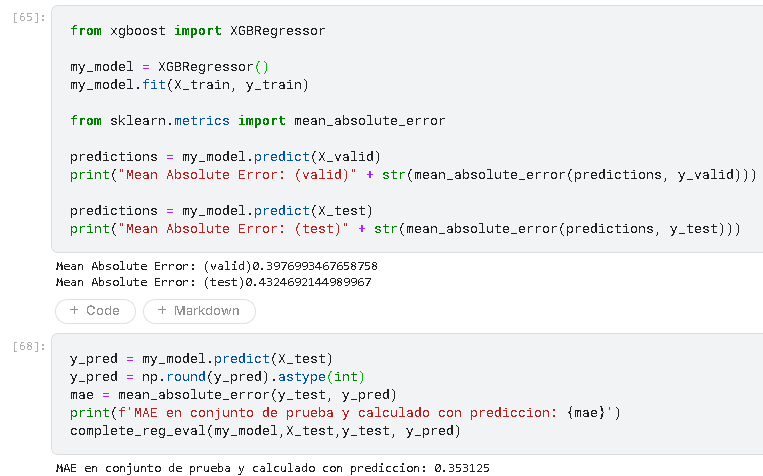 [65]:
from xgboost import XGBRegressor
my_model = XGBRegressor()
my_model.fit(X_train, y_train)
from sklearn.metrics import mean_absolute_error
predictions = my_model.predict(X_valid)
print("Mean Absolute Error: (valid)" + str(mean_absolute_error(predictions, y_valid)))
predictions = my_model.predict(X_test)
print("Mean Absolute Error: (test)" + str(mean_absolute_error(predictions, y_test)))
Mean Absolute Error: (valid)0.3976993467658758
Mean Absolute Error: (test)0.4324692144989967
+ Code + Markdown
[68]:
y_pred = my_model.predict(X_test)
y_pred = np.round(y_pred).astype(int)
mae = mean_absolute_error(y_test, y_pred)
print(f'MAE en conjunto de prueba y calculado con prediccion: {mae}')
complete_reg_eval(my_model,X_test,y_test, y_pred)
MAE en conjunto de prueba y calculado con prediccion: 0.353125